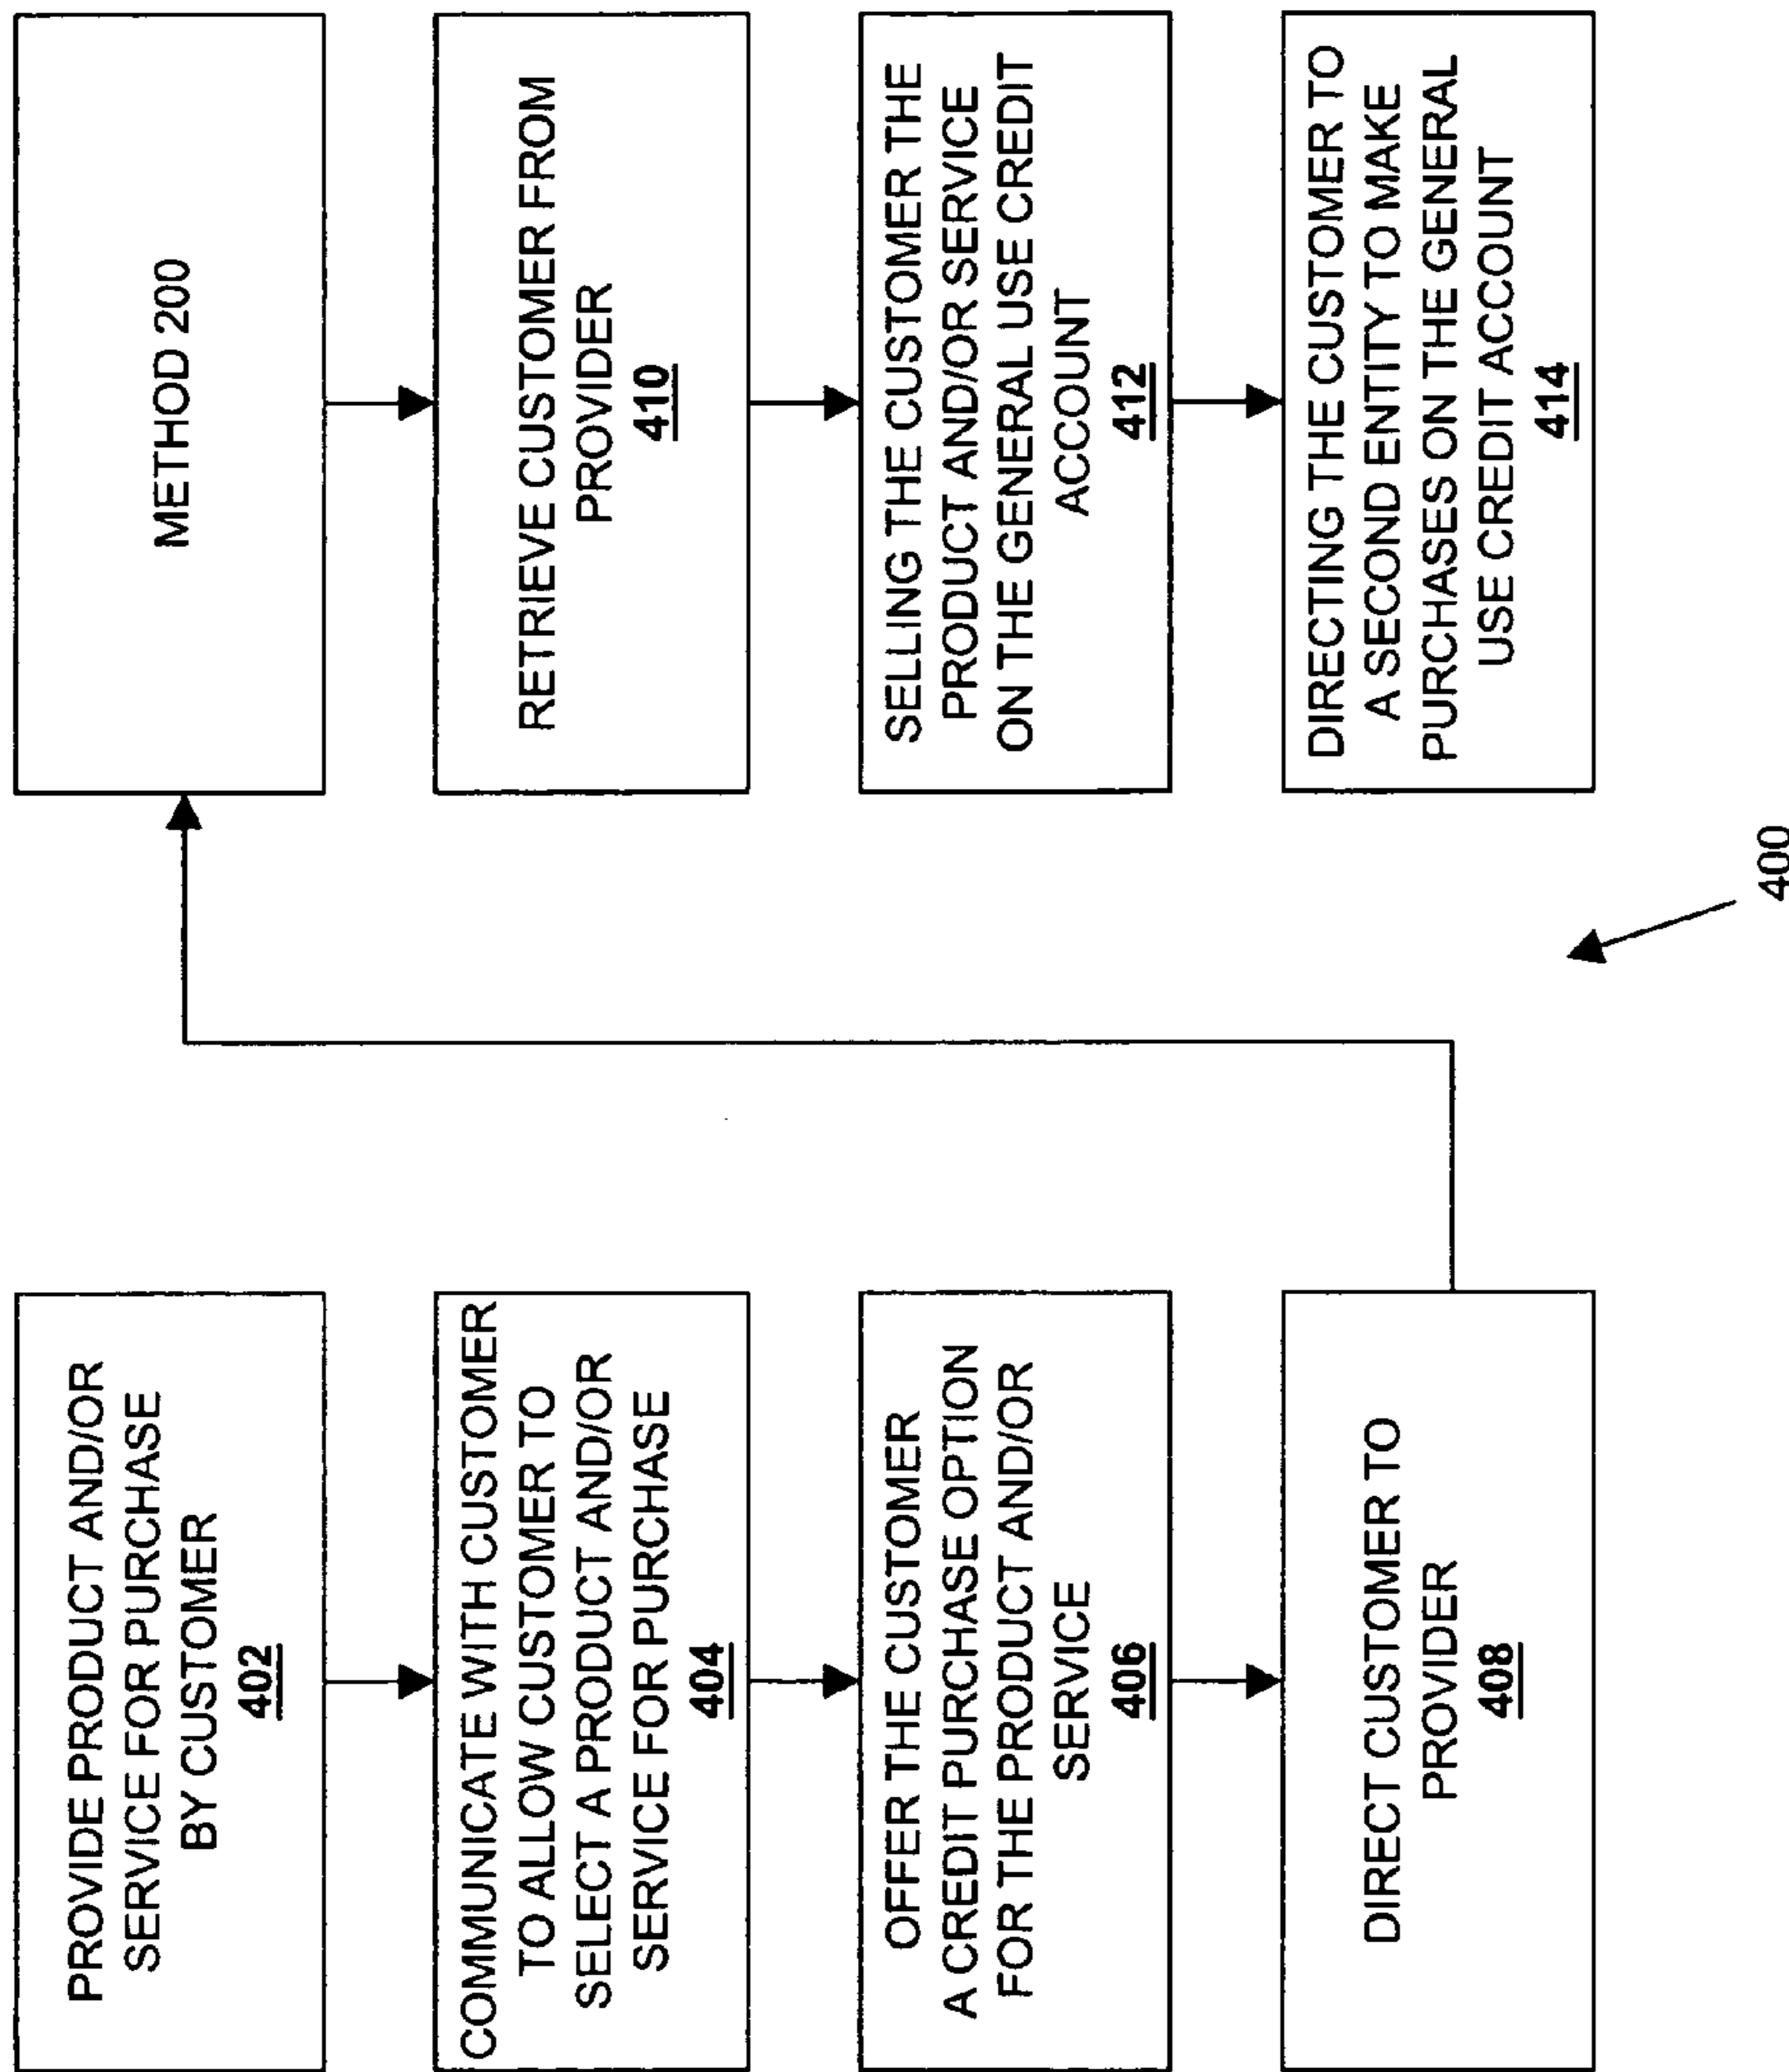 PROVIDE PRODUCT AND/OR
SERVICE FOR PURCHASE
BY CUSTOMER
402
COMMUNICATE WITH CUSTOMER
TO ALLOW CUSTOMER TO
SELECT A PRODUCT AND/OR
SERVICE FOR PURCHASE
404
OFFER THE CUSTOMER
A CREDIT PURCHASE OPTION
FOR THE PRODUCT AND/OR
SERVICE
406
DIRECT CUSTOMER TO
PROVIDER
408
METHOD 200
RETRIEVE CUSTOMER FROM
PROVIDER
410
SELLING THE CUSTOMER THE
PRODUCT AND/OR SERVICE
ON THE GENERAL USE CREDIT
ACCOUNT
412
DIRECTING THE CUSTOMER TO
A SECOND ENTITY TO MAKE
PURCHASES ON THE GENERAL
USE CREDIT ACCOUNT
414
400